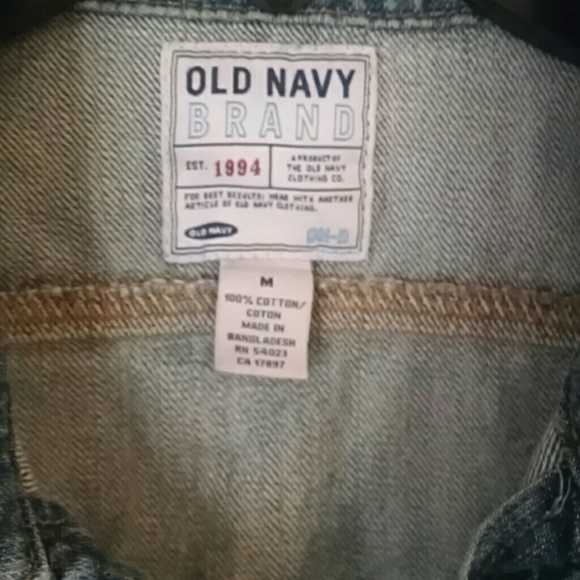 OLD NAVY
BRAND
EST. 1994
A PRODUCT OF
THE OLD NAVY
CLOTHING CO.
FOR BEST RESULTS: WEAR WITH ANOTHER
ARTICLE OF OLD NAVY CLOTHING.
OLD NAVY
M
100% COTTON/
COTON
MADE IN
BANGLADESH
RN 54023
CA 17897